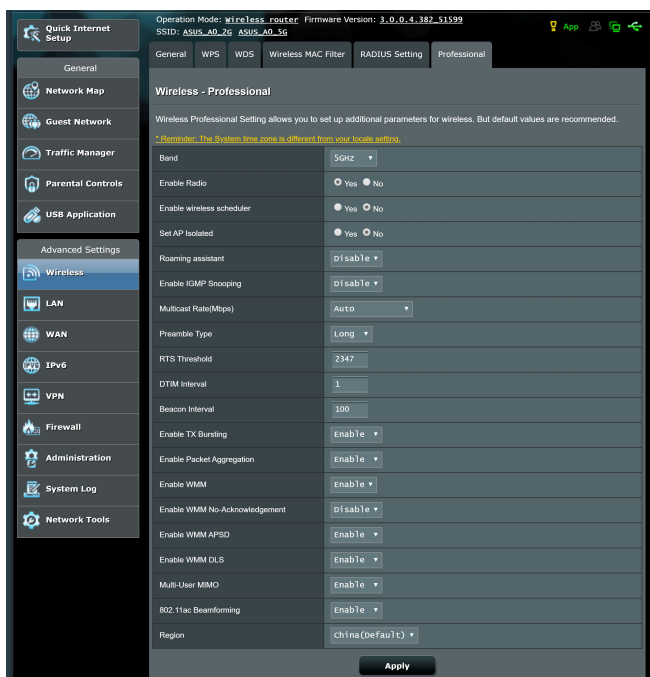 Quick Internet
Setup
General
Network Map
Guest Network
Traffic Manager
Parental Controls
USB Application
Advanced Settings
Wireless
LAN
WAN
IPv6
VPN
Firewall
Administration
System Log
Network Tools
Operation Mode: Wireless router Firmware Version: 3.0.0.4.382_51599
SSID: ASUS_A0_2G ASUS_A0_5G
App
General WPS WDS Wireless MAC Filter RADIUS Setting Professional
Wireless - Professional
Wireless Professional Setting allows you to set up additional parameters for wireless. But default values are recommended.
* Reminder: The System time zone is different from your locale setting.
Band 5GHz
Enable Radio Yes No
Enable wireless scheduler Yes No
Set AP Isolated Yes No
Roaming assistant Disable
Enable IGMP Snooping Disable
Multicast Rate(Mbps) Auto
Preamble Type Long
RTS Threshold 2347
DTIM Interval 1
Beacon Interval 100
Enable TX Bursting Enable
Enable Packet Aggregation Enable
Enable WMM Enable
Enable WMM No-Acknowledgement Disable
Enable WMM APSD Enable
Enable WMM DLS Enable
Multi-User MIMO Enable
802.11ac Beamforming Enable
Region China(Default)
Apply